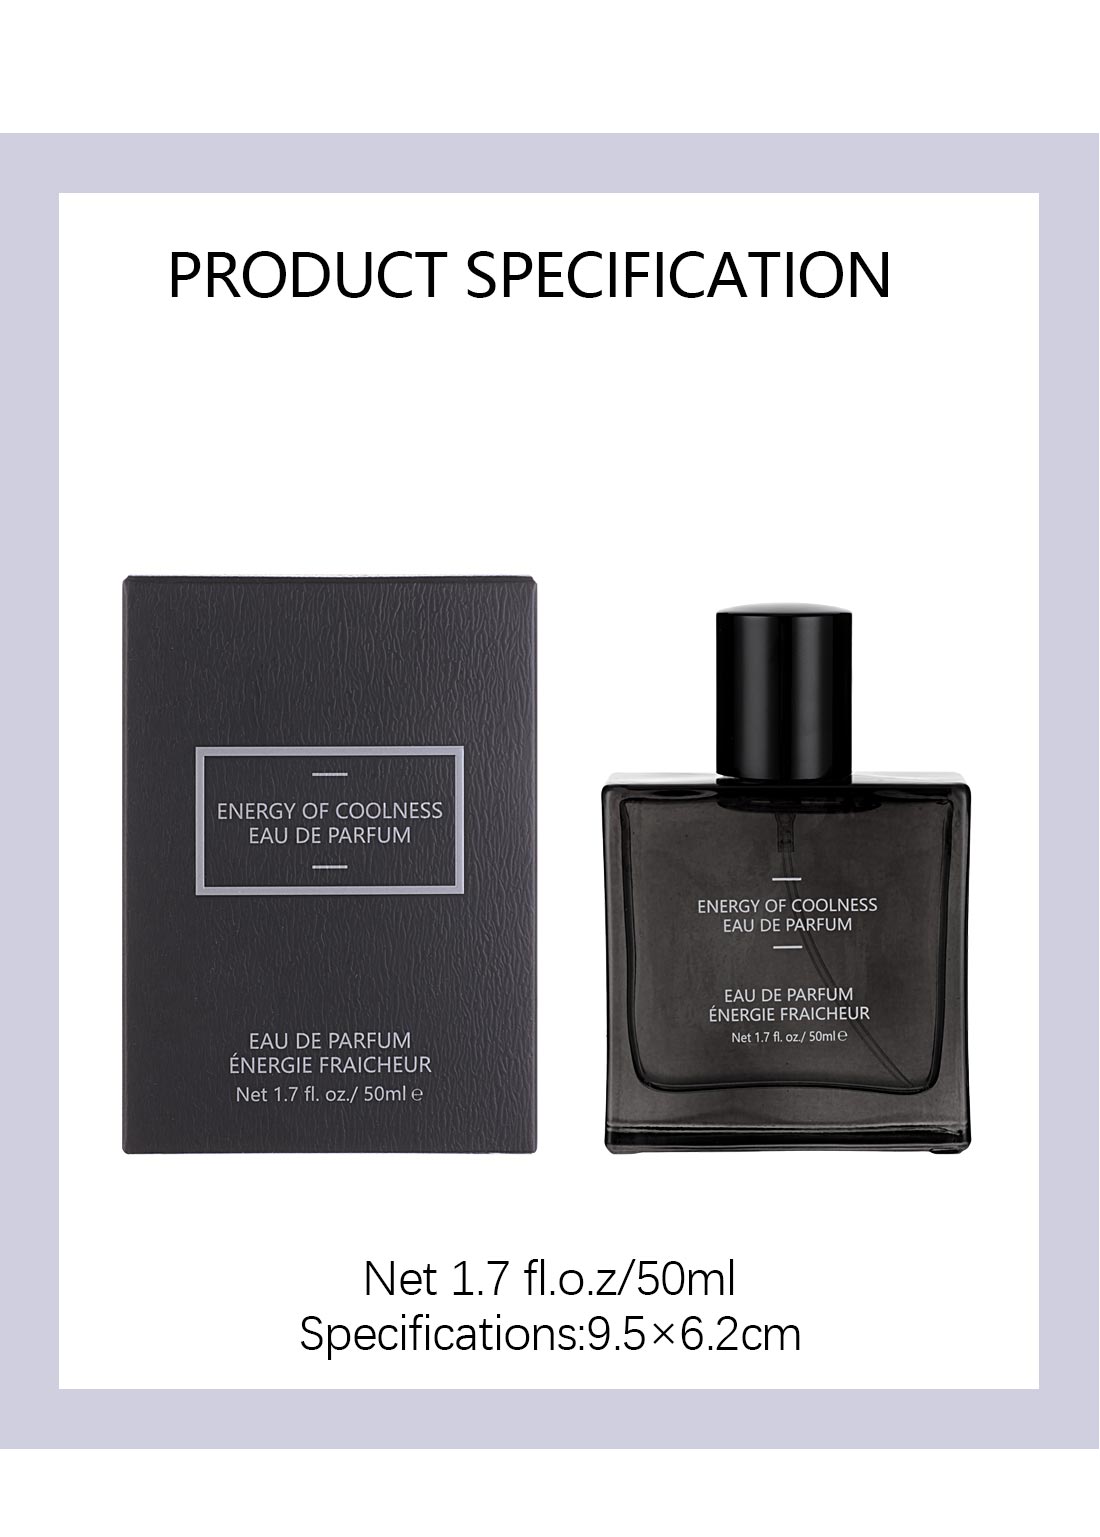 PRODUCT SPECIFICATION
ENERGY OF COOLNESS
EAU DE PARFUM
EAU DE PARFUM
ÉNERGIE FRAICHEUR
Net 1.7 fl. oz./ 50ml ℮
ENERGY OF COOLNESS
EAU DE PARFUM
EAU DE PARFUM
ÉNERGIE FRAICHEUR
Net 1.7 fl. oz./ 50ml ℮
Net 1.7 fl.o.z/50ml
Specifications:9.5×6.2cm